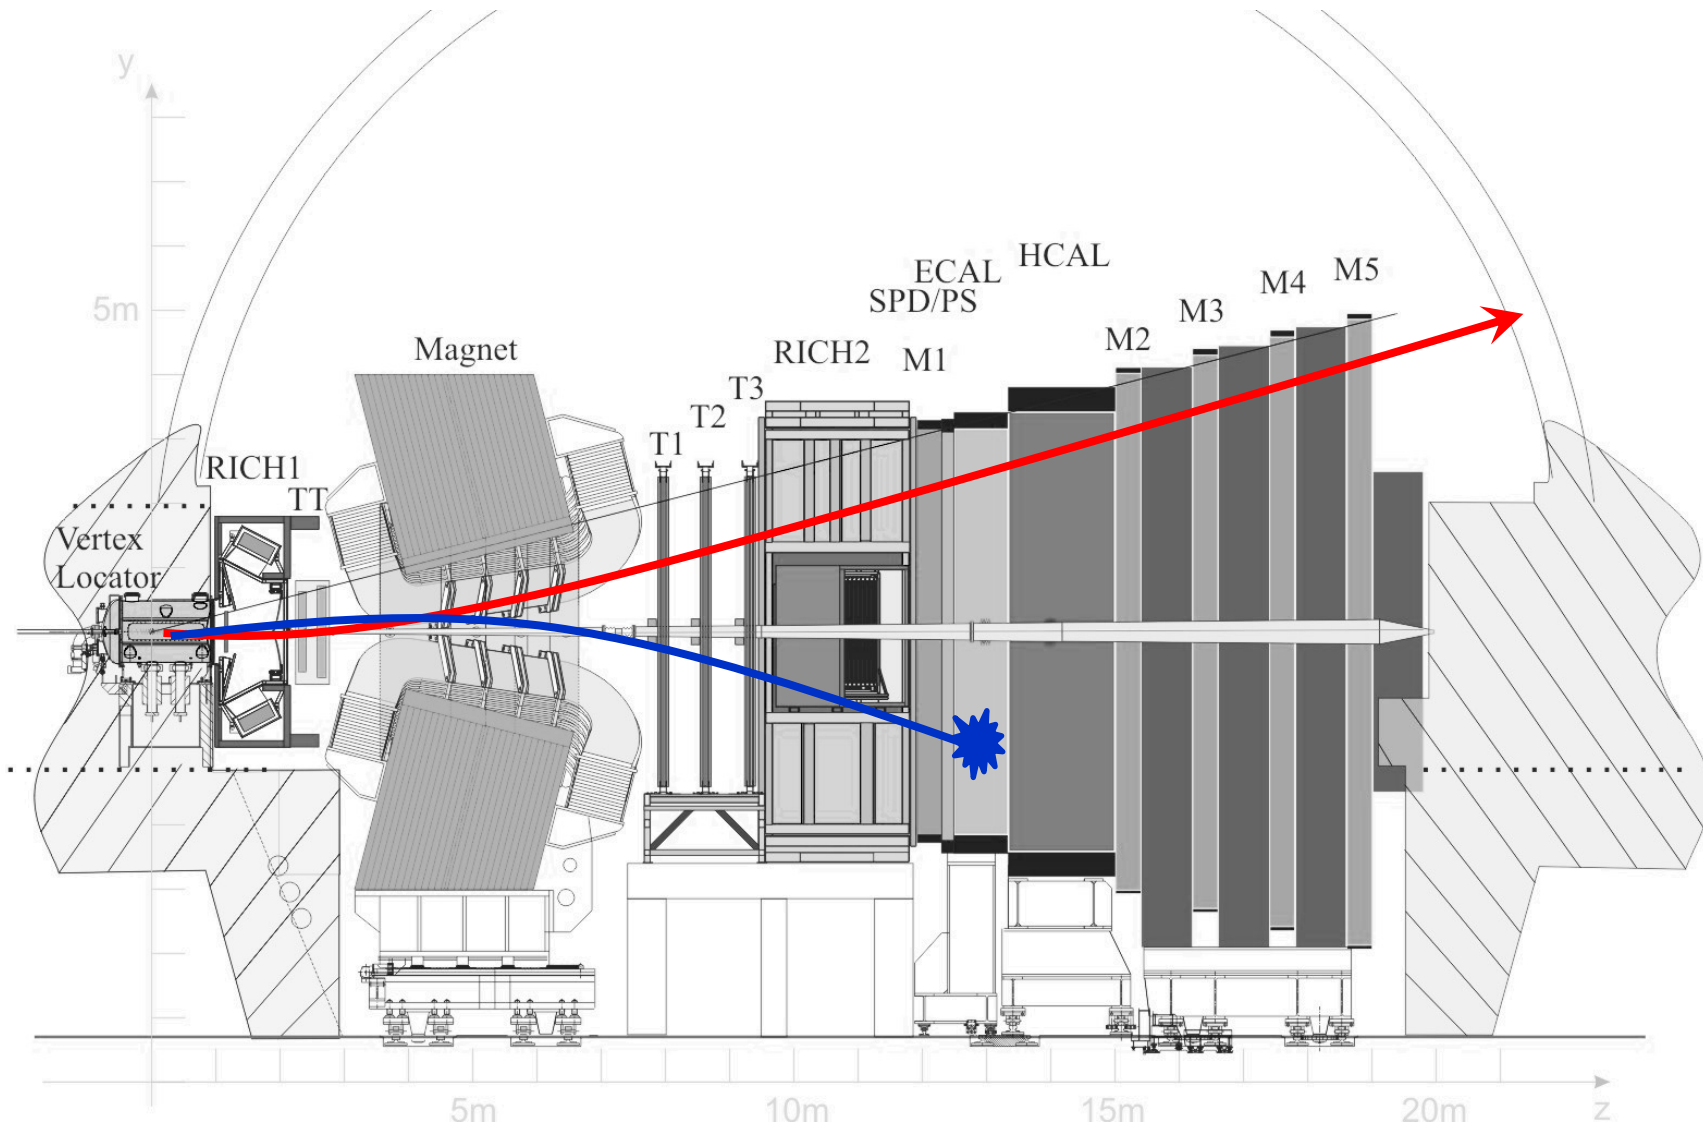 y
5m
Vertex
Locator
RICH1
TT
Magnet
T1
T2
T3
RICH2
M1
SPD/PS
ECAL
HCAL
M2
M3
M4
M5
5m
10m
15m
20m
z